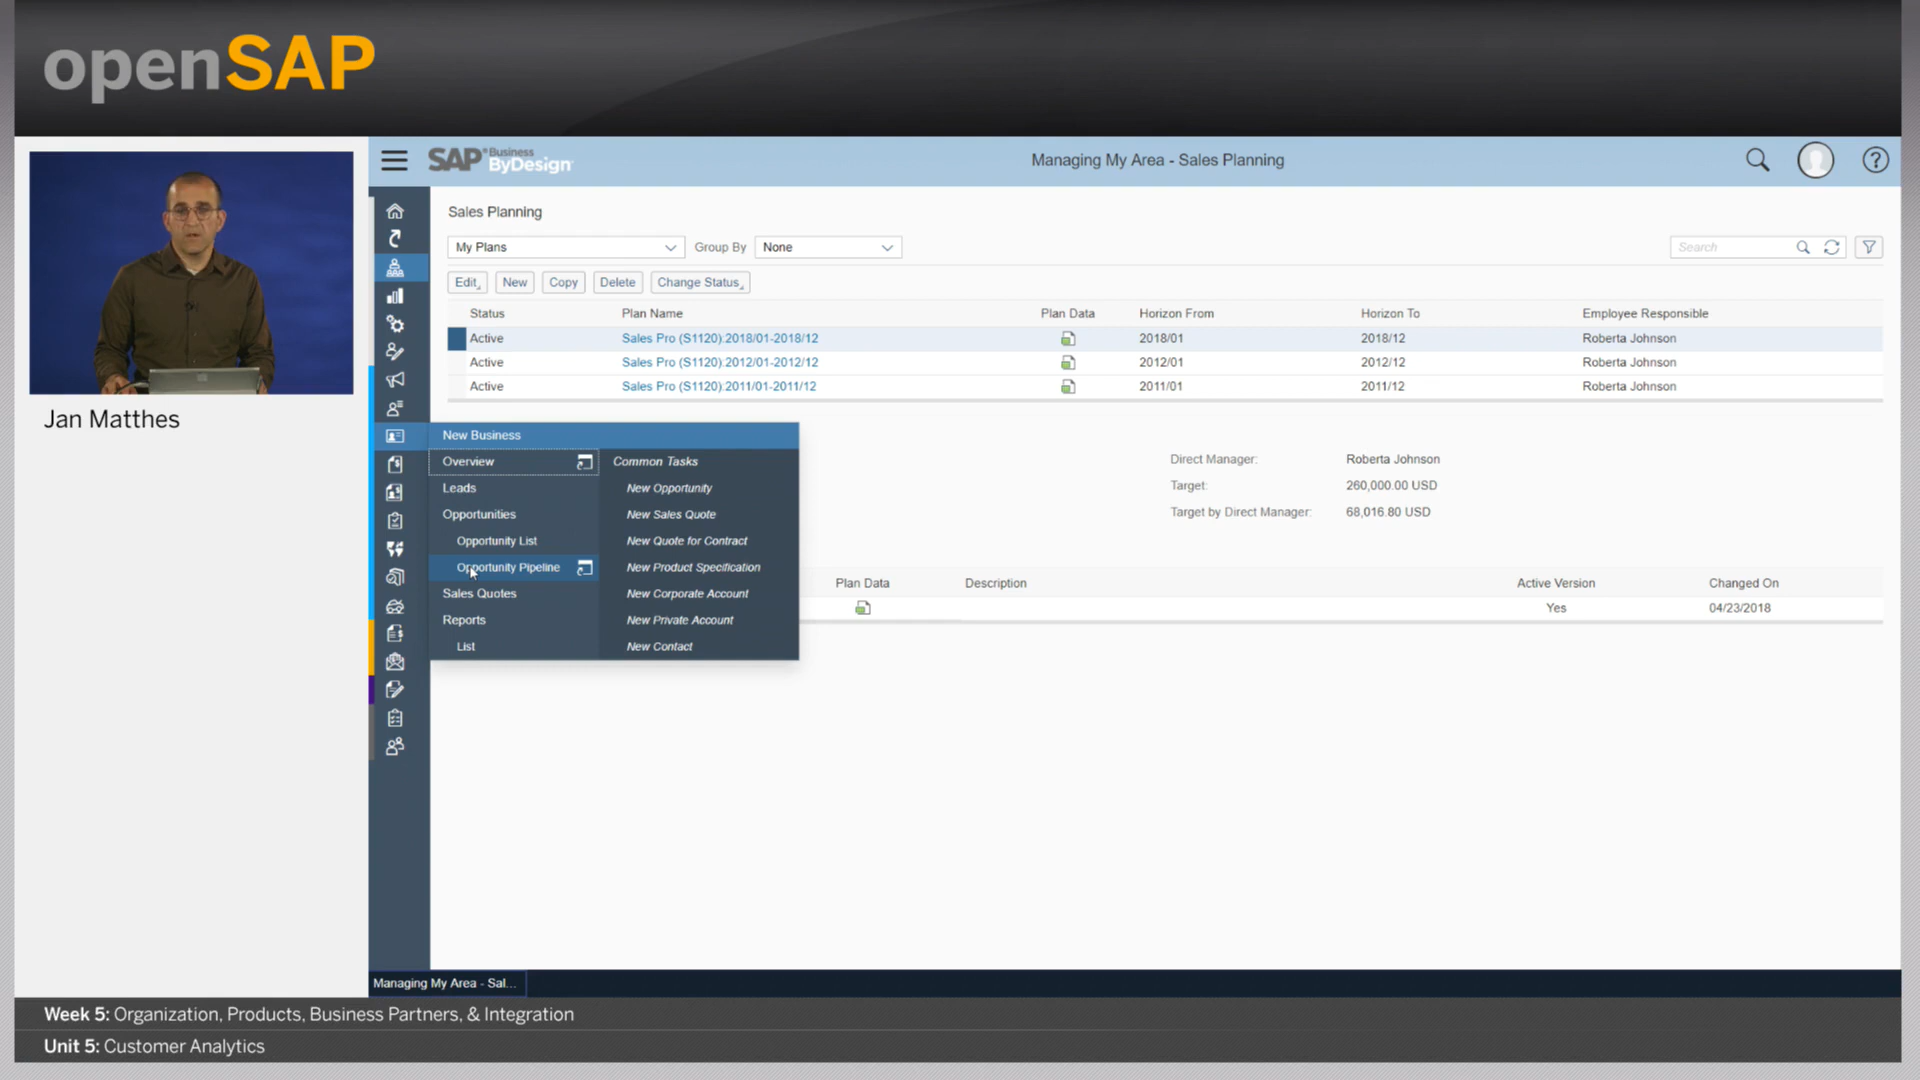 openSAP
Jan Matthes
SAP Business ByDesign
Managing My Area - Sales Planning
Sales Planning
My Plans Group By None Search
Edit New Copy Delete Change Status
Status Plan Name Plan Data Horizon From Horizon To Employee Responsible
Active Sales Pro (S1120):2018/01-2018/12 2018/01 2018/12 Roberta Johnson
Active Sales Pro (S1120):2012/01-2012/12 2012/01 2012/12 Roberta Johnson
Active Sales Pro (S1120):2011/01-2011/12 2011/01 2011/12 Roberta Johnson
New Business
Overview
Leads
Opportunities
Opportunity List
Opportunity Pipeline
Sales Quotes
Reports
List
Common Tasks
New Opportunity
New Sales Quote
New Quote for Contract
New Product Specification
New Corporate Account
New Private Account
New Contact
Direct Manager: Roberta Johnson
Target: 260,000.00 USD
Target by Direct Manager: 68,016.80 USD
Plan Data Description Active Version Changed On
Yes 04/23/2018
Managing My Area - Sal...
Week 5: Organization, Products, Business Partners, & Integration
Unit 5: Customer Analytics